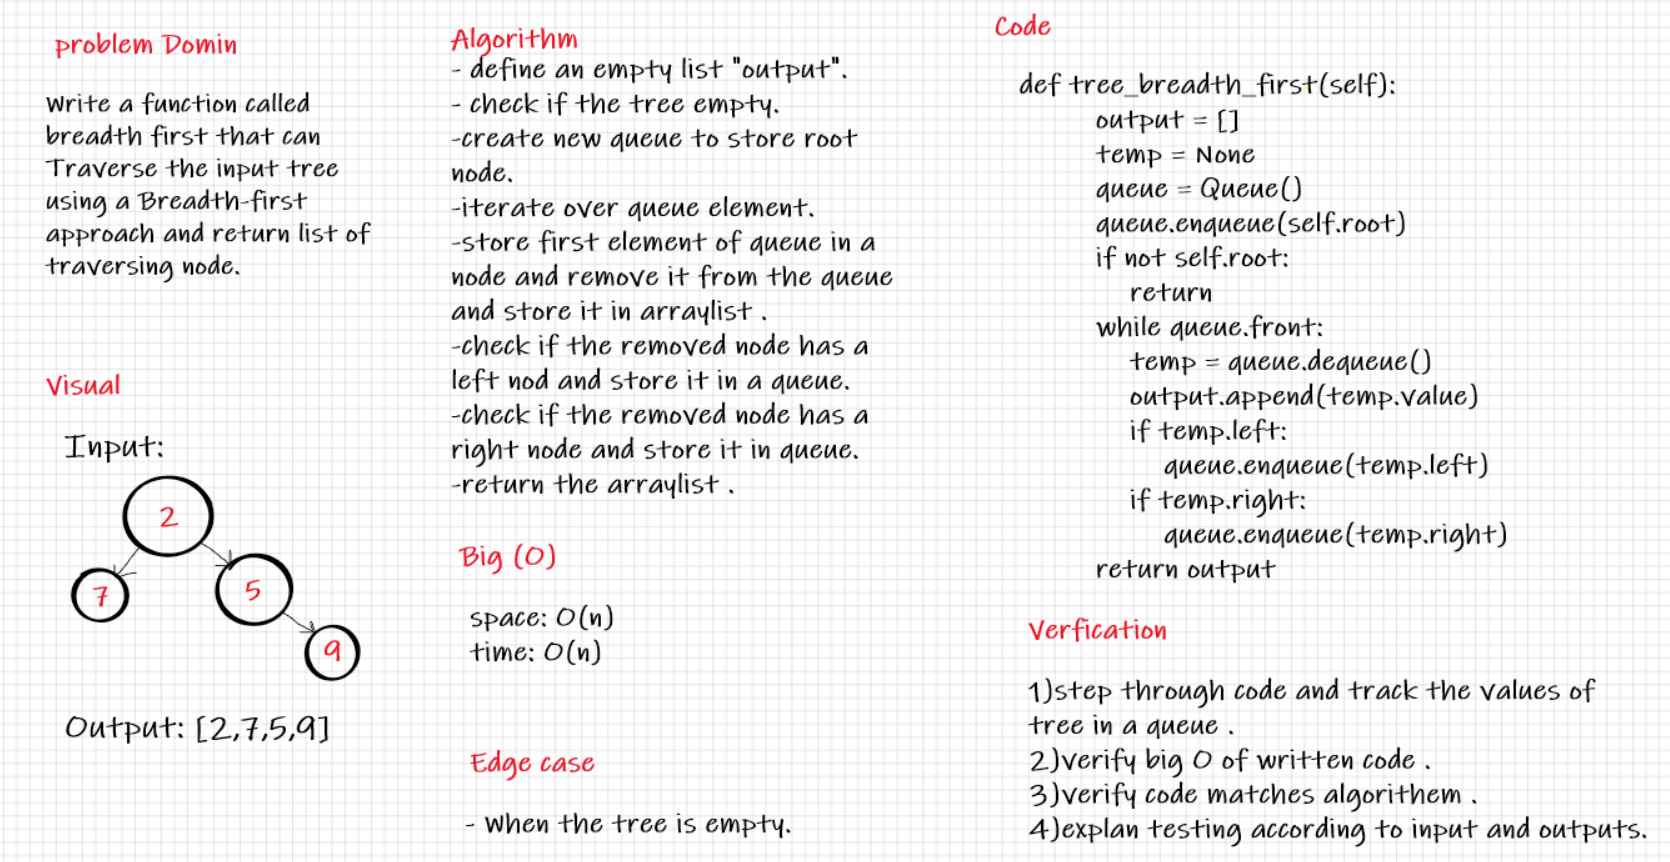 problem Domin
Write a function called
breadth first that can
Traverse the input tree
using a Breadth-first
approach and return list of
traversing node.
Visual
Input:
2
7
5
9
Output: [2,7,5,9]
Algorithm
- define an empty list "output".
- check if the tree empty.
-create new queue to store root
node.
-iterate over queue element.
-store first element of queue in a
node and remove it from the queue
and store it in arraylist .
-check if the removed node has a
left nod and store it in a queue.
-check if the removed node has a
right node and store it in queue.
-return the arraylist .
Big (O)
space: O(n)
time: O(n)
Edge case
- When the tree is empty.
Code
def tree_breadth_first(self):
output = []
temp = None
queue = Queue()
queue.enqueue(self.root)
if not self.root:
return
while queue.front:
temp = queue.dequeue()
output.append(temp.value)
if temp.left:
queue.enqueue(temp.left)
if temp.right:
queue.enqueue(temp.right)
return output
Verfication
1)step through code and track the values of
tree in a queue .
2)verify big O of written code .
3)verify code matches algorithem .
4)explan testing according to input and outputs.